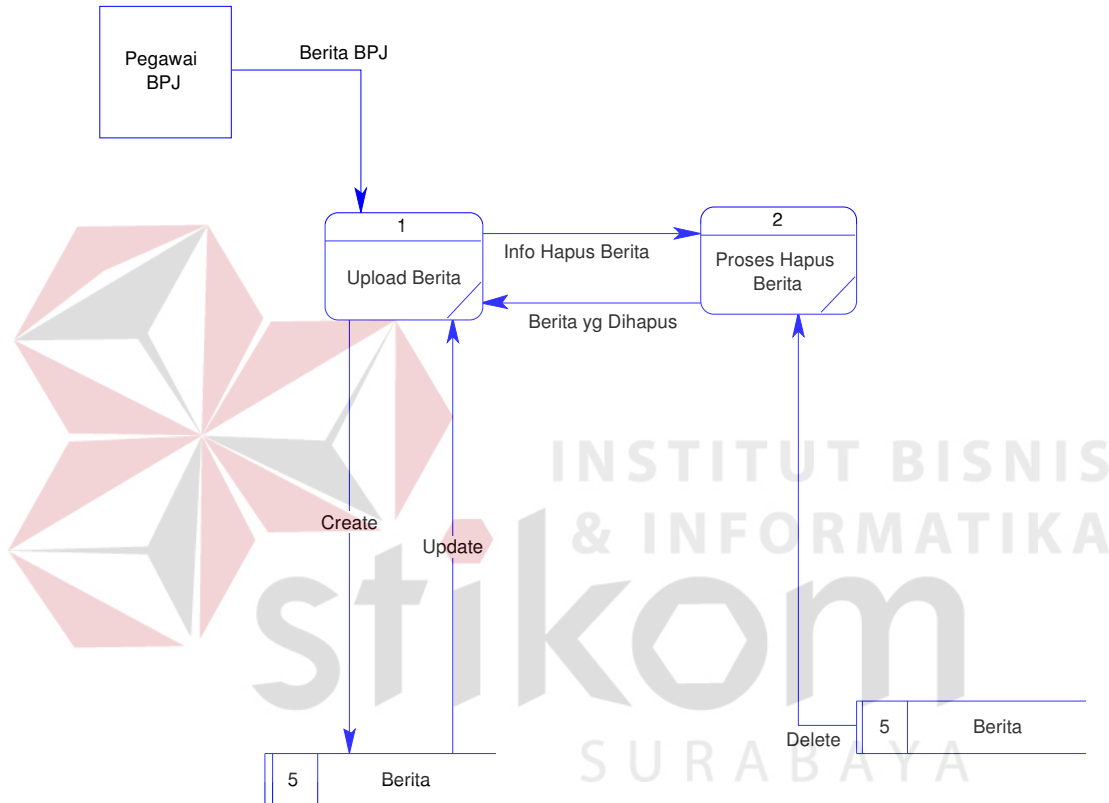 Pegawai
BPJ
Berita BPJ
1
Upload Berita
Info Hapus Berita
Berita yg Dihapus
2
Proses Hapus
Berita
Create
Update
Delete
5 Berita
5 Berita
INSTITUT BISNIS
& INFORMATIKA
stikom
SURABAYA